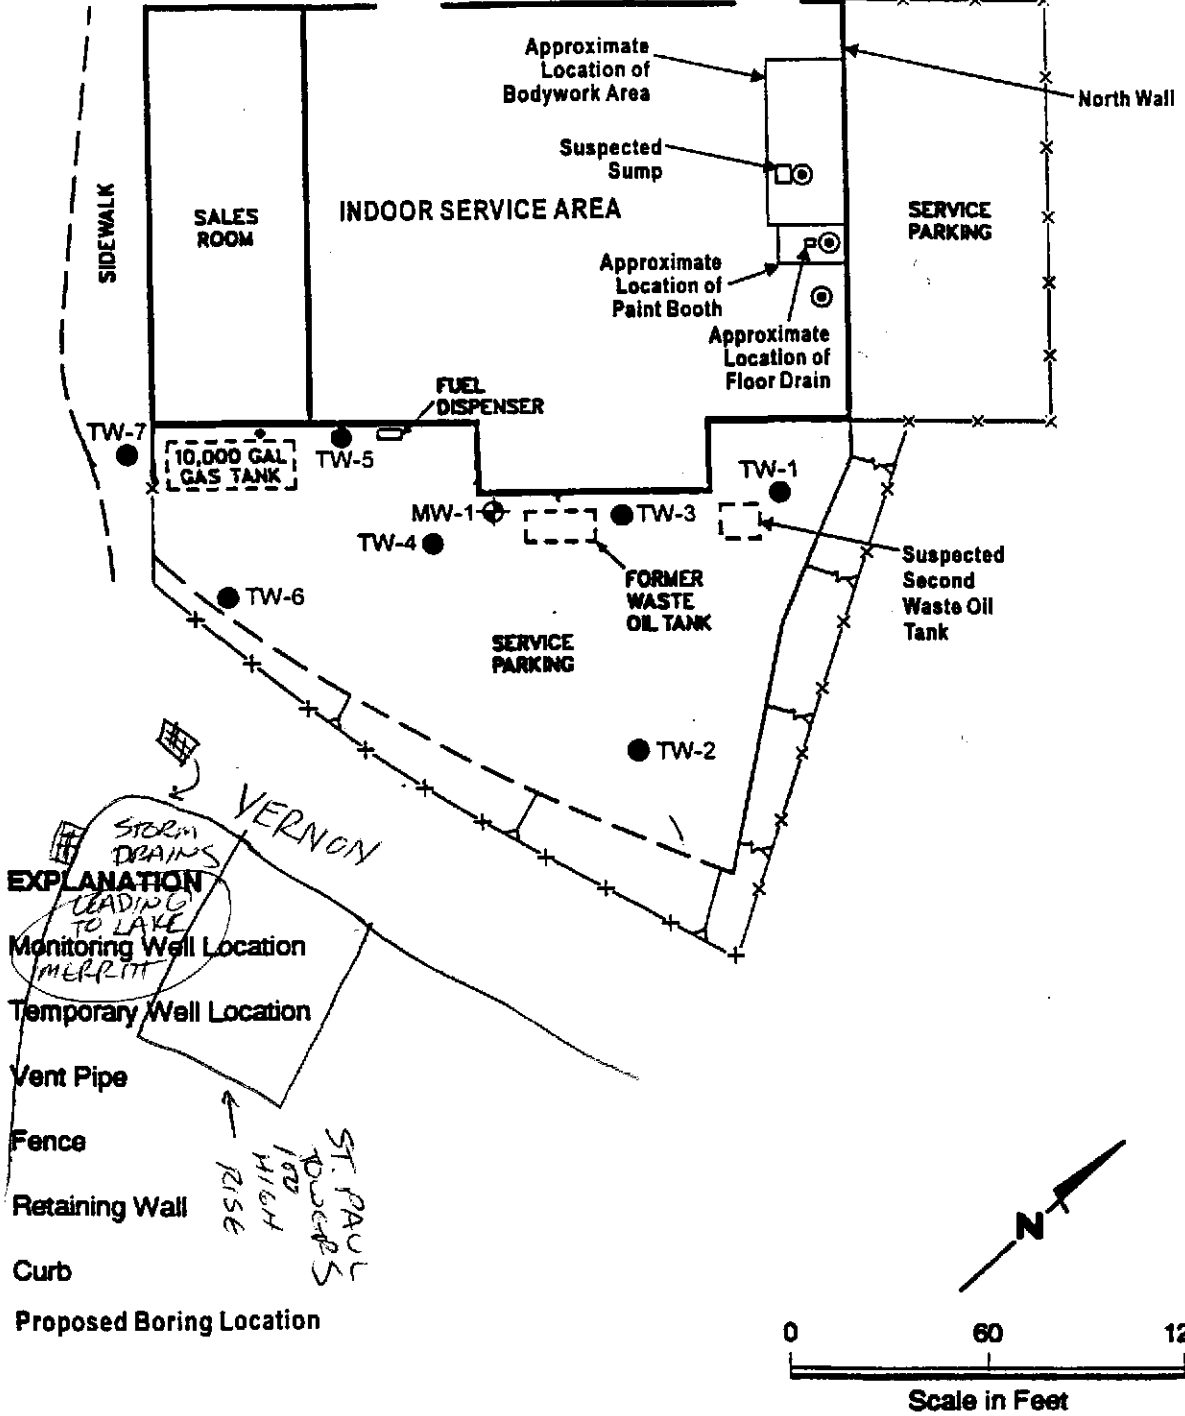 Approximate
Location of
Bodywork Area
North Wall
Suspected
Sump
SIDEWALK
SALES
ROOM
INDOOR SERVICE AREA
SERVICE
PARKING
Approximate
Location of
Paint Booth
Approximate
Location of
Floor Drain
FUEL
DISPENSER
TW-7
10,000 GAL
GAS TANK
TW-5
TW-1
MW-1
TW-3
TW-4
FORMER
WASTE
OIL TANK
Suspected
Second
Waste Oil
Tank
TW-6
SERVICE
PARKING
TW-2
VERNON
STORM
DRAINS
LEADING
TO LAKE
MERRITT
EXPLANATION
Monitoring Well Location
Temporary Well Location
Vent Pipe
Fence
Retaining Wall
Curb
Proposed Boring Location
ST. PAUL
TOWERS
HIGH
RISE
N
0 60 12
Scale in Feet